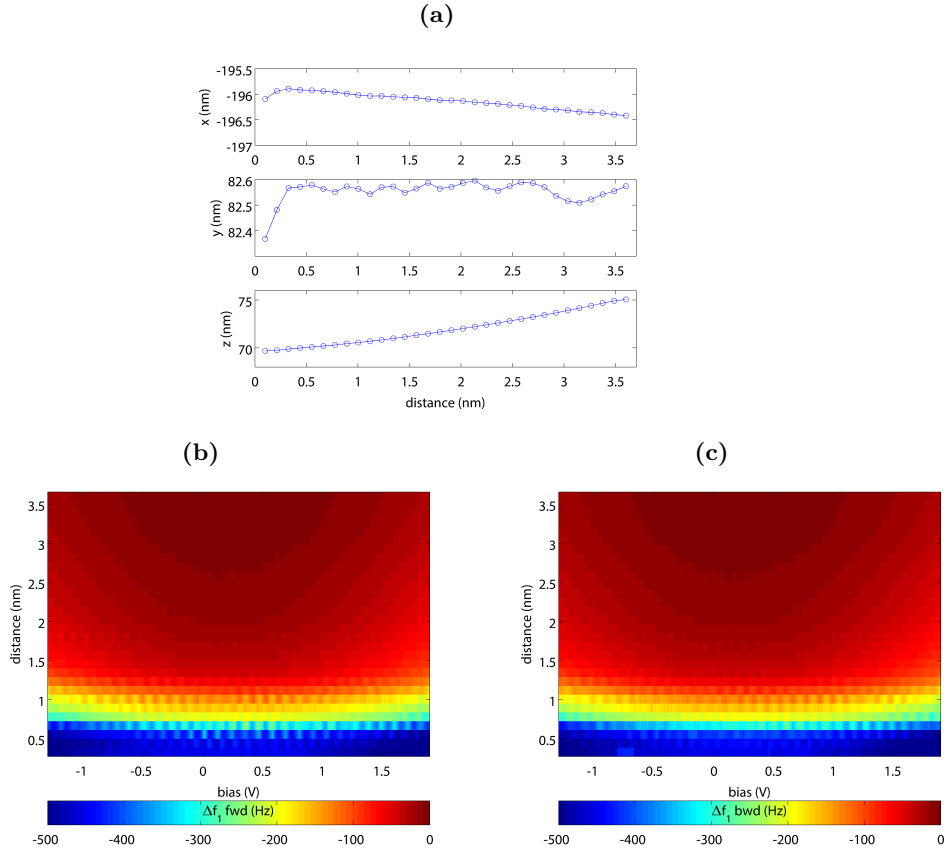 (a)
-195.5
-196
-196.5
-197
x (nm)
0 0.5 1 1.5 2 2.5 3 3.5
82.6
82.5
82.4
y (nm)
0 0.5 1 1.5 2 2.5 3 3.5
75
70
z (nm)
0 0.5 1 1.5 2 2.5 3 3.5
distance (nm)
(b)
3.5
3
2.5
2
1.5
1
0.5
distance (nm)
-1 -0.5 0 0.5 1 1.5
bias (V)
Δf₁ fwd (Hz)
-500 -400 -300 -200 -100 0
(c)
3.5
3
2.5
2
1.5
1
0.5
distance (nm)
-1 -0.5 0 0.5 1 1.5
bias (V)
Δf₁ bwd (Hz)
-500 -400 -300 -200 -100 0